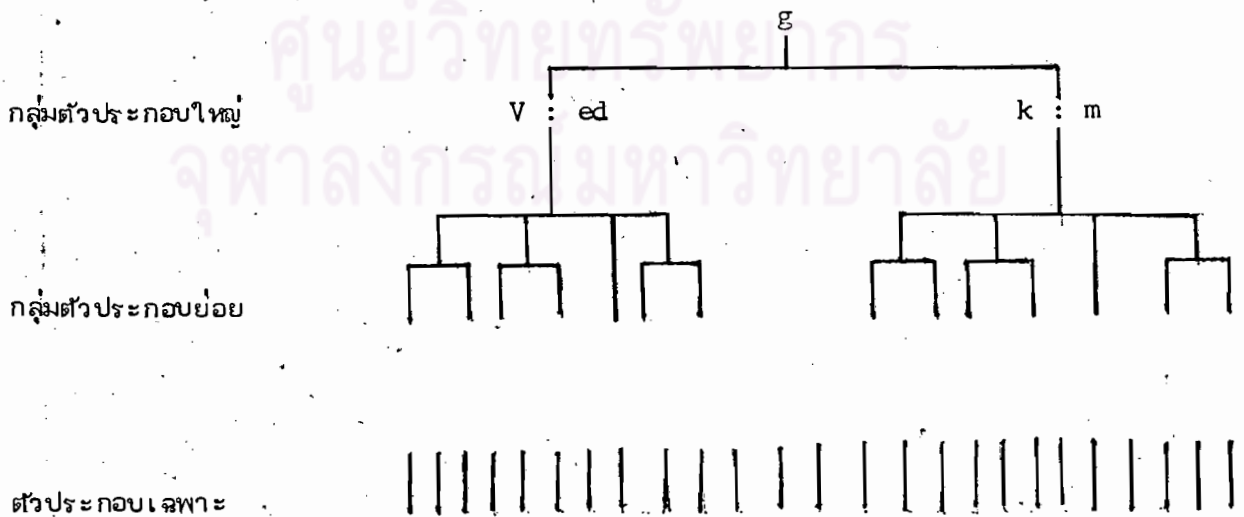 ศูนย์วิทยทรัพยากร
g
กลุ่มตัวประกอบใหญ่ V : ed k : m
จุฬาลงกรณ์มหาวิทยาลัย
กลุ่มตัวประกอบย่อย
ตัวประกอบเฉพาะ